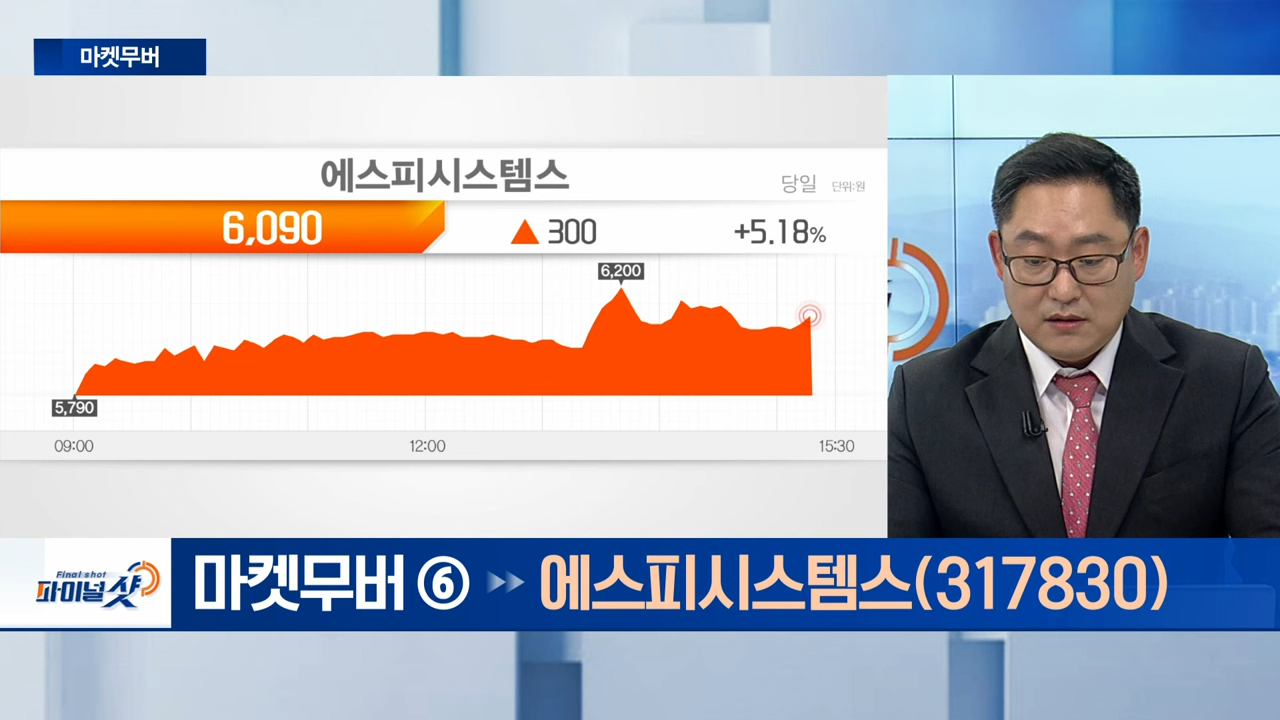 마켓무버
에스피시스템스
당일 단위:원
6,090 ▲ 300 +5.18%
6,200
5,790
09:00 12:00 15:30
Final shot
파이널샷
마켓무버 ⑥ 에스피시스템스(317830)